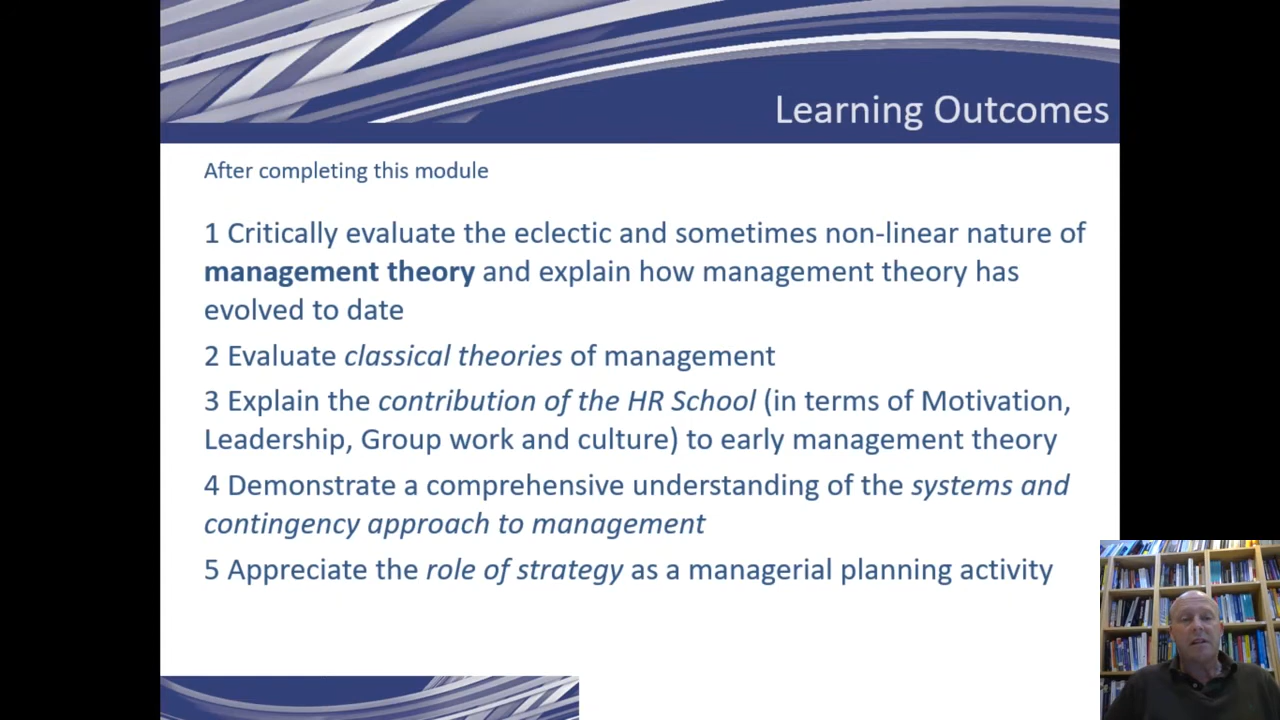 Learning Outcomes
After completing this module
1 Critically evaluate the eclectic and sometimes non-linear nature of
management theory and explain how management theory has
evolved to date
2 Evaluate classical theories of management
3 Explain the contribution of the HR School (in terms of Motivation,
Leadership, Group work and culture) to early management theory
4 Demonstrate a comprehensive understanding of the systems and
contingency approach to management
5 Appreciate the role of strategy as a managerial planning activity